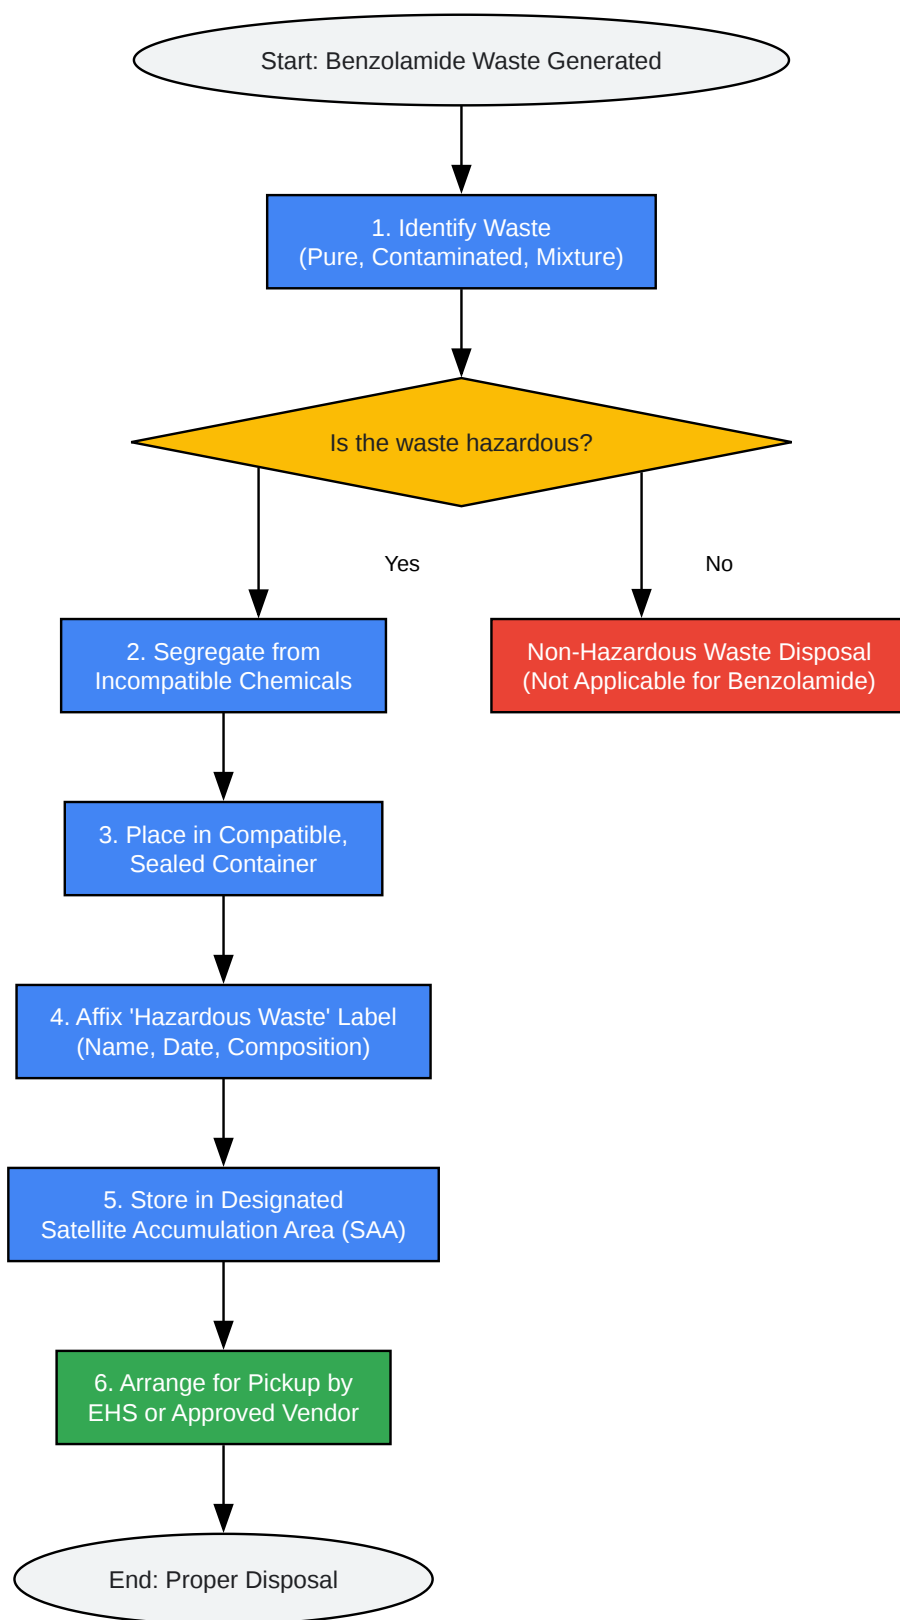 Start: Benzolamide Waste Generated
1. Identify Waste
(Pure, Contaminated, Mixture)
Is the waste hazardous?
Yes
No
2. Segregate from
Incompatible Chemicals
Non-Hazardous Waste Disposal
(Not Applicable for Benzolamide)
3. Place in Compatible,
Sealed Container
4. Affix 'Hazardous Waste' Label
(Name, Date, Composition)
5. Store in Designated
Satellite Accumulation Area (SAA)
6. Arrange for Pickup by
EHS or Approved Vendor
End: Proper Disposal